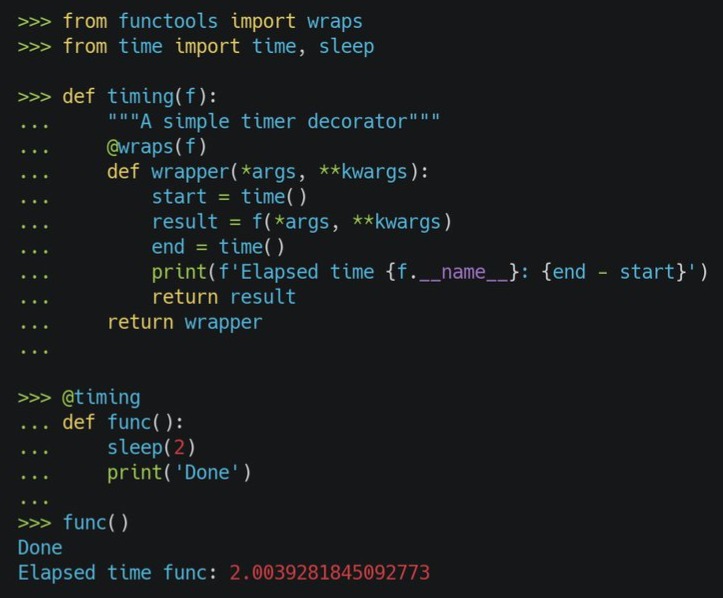 >>> from functools import wraps
>>> from time import time, sleep

>>> def timing(f):
...     """A simple timer decorator"""
...     @wraps(f)
...     def wrapper(*args, **kwargs):
...         start = time()
...         result = f(*args, **kwargs)
...         end = time()
...         print(f'Elapsed time {f.__name__}: {end - start}')
...         return result
...     return wrapper
...

>>> @timing
... def func():
...     sleep(2)
...     print('Done')
...
>>> func()
Done
Elapsed time func: 2.0039281845092773